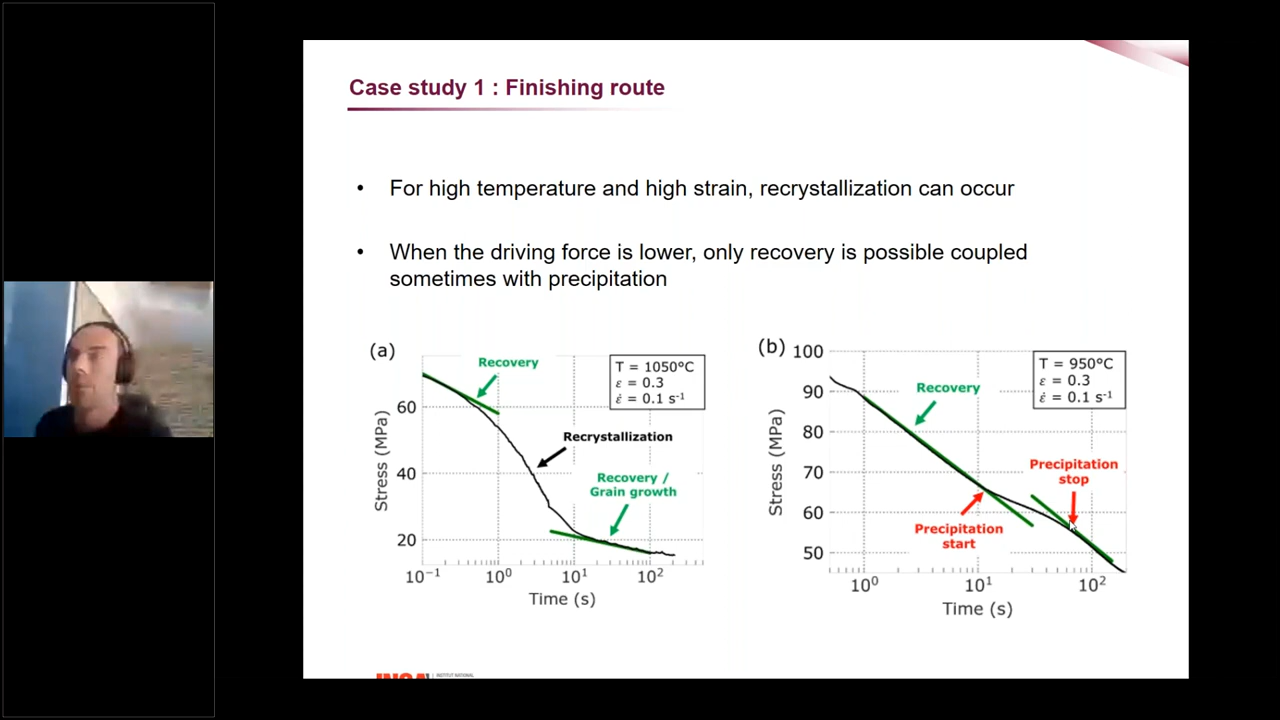 Case study 1 : Finishing route
• For high temperature and high strain, recrystallization can occur
• When the driving force is lower, only recovery is possible coupled
sometimes with precipitation
(a)
Recovery
T = 1050°C
ε = 0.3
ε̇ = 0.1 s⁻¹
Recrystallization
Recovery /
Grain growth
Stress (MPa)
60
40
20
10⁻¹ 10⁰ 10¹ 10²
Time (s)
(b)
T = 950°C
ε = 0.3
ε̇ = 0.1 s⁻¹
Recovery
Precipitation
stop
Precipitation
start
Stress (MPa)
100
90
80
70
60
50
10⁰ 10¹ 10²
Time (s)
INSTITUT NATIONAL